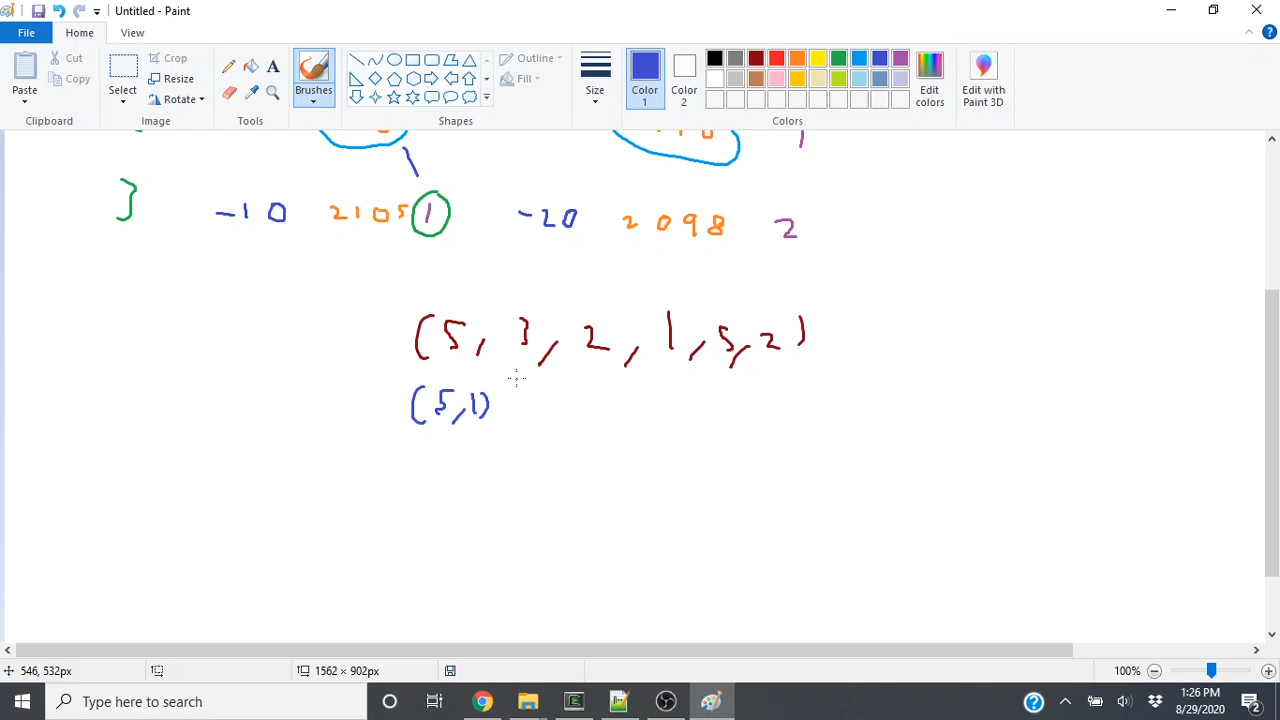 Untitled - Paint
File Home View
Paste
Cut
Copy
Clipboard
Select
Crop
Resize
Rotate
Image
A
Tools
Brushes
Shapes
Outline
Fill
Size
Color 1
Color 2
Colors
Edit colors
Edit with Paint 3D
} -10 21051 -20 2098 2
(5, 3, 2, 1, 5, 2)
(5,1)
546, 532px
1562 × 902px
100%
Type here to search
1:26 PM
8/29/2020
2